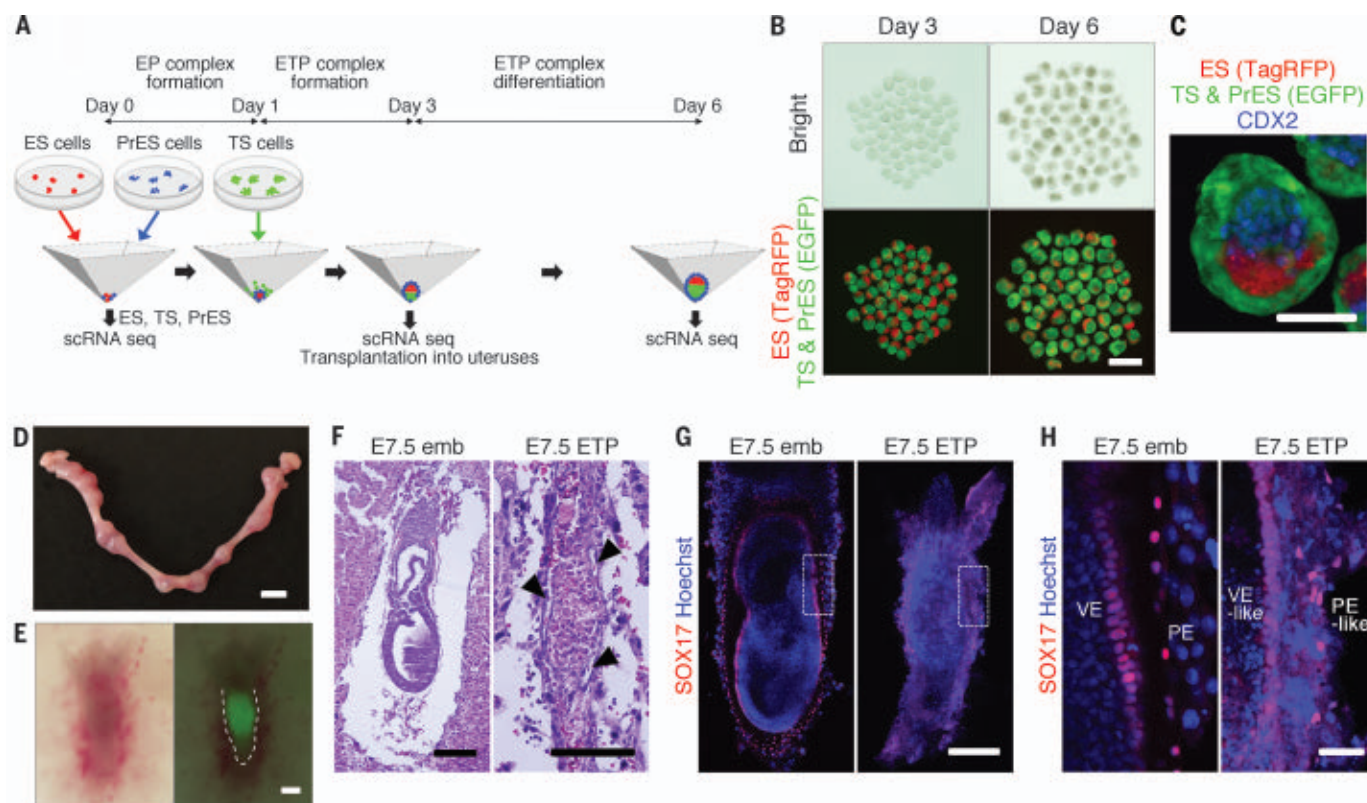 A
EP complex
formation
ETP complex
formation
ETP complex
differentiation
Day 0
Day 1
Day 3
Day 6
ES cells
PrES cells
TS cells
ES, TS, PrES
scRNA seq
scRNA seq
Transplantation into uteruses
scRNA seq
B
Day 3
Day 6
Bright
ES (TagRFP)
TS & PrES (EGFP)
C
ES (TagRFP)
TS & PrES (EGFP)
CDX2
D
E
F
E7.5 emb
E7.5 ETP
G
E7.5 emb
E7.5 ETP
SOX17 Hoechst
H
E7.5 emb
E7.5 ETP
SOX17 Hoechst
VE
PE
VE
-like
PE
-like